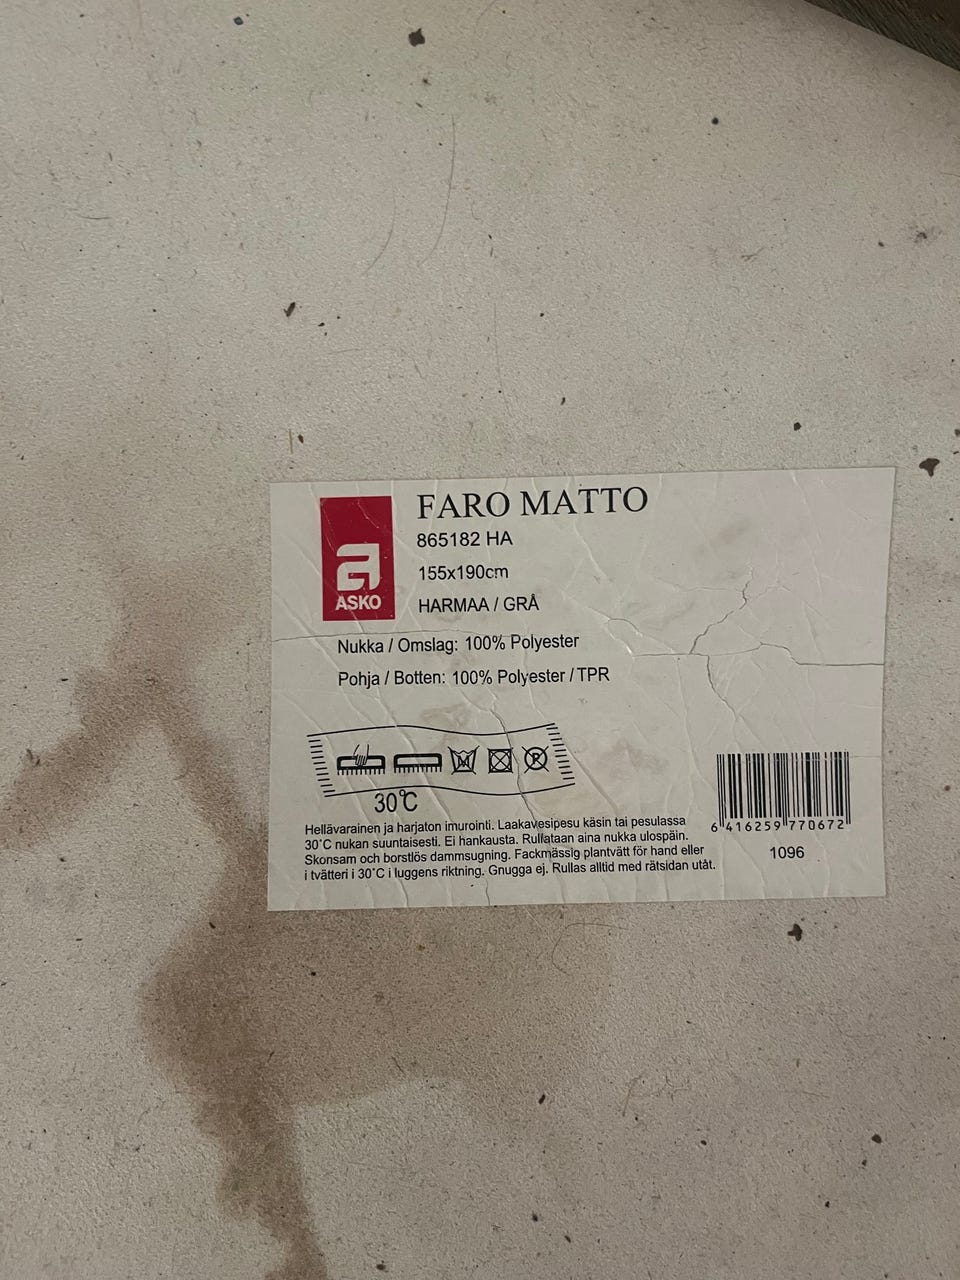 FARO MATTO
865182 HA
155x190cm
HARMAA / GRÅ
a
ASKO
Nukka / Omslag: 100% Polyester
Pohja / Botten: 100% Polyester / TPR
30℃
Hellävarainen ja harjaton imurointi. Laakavesipesu käsin tai pesulassa
30°C nukan suuntaisesti. Ei hankausta. Rullataan aina nukka ulospäin.
Skonsam och borstlös dammsugning. Fackmässig plantvätt för hand eller
i tvätteri i 30°C i luggens riktning. Gnugga ej. Rullas alltid med rätsidan utåt.
6 416259 770672
1096